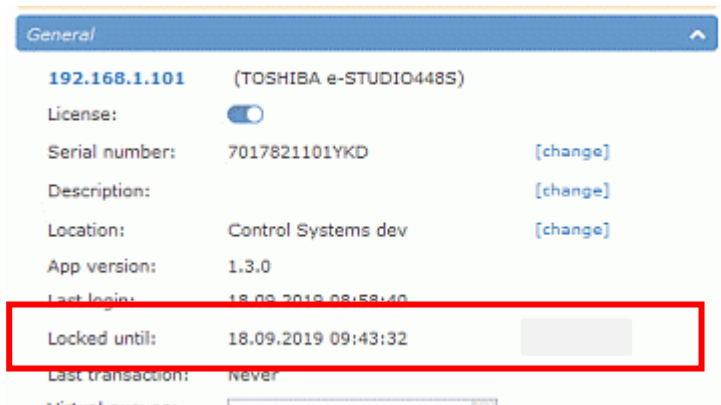 General
192.168.1.101 (TOSHIBA e-STUDIO448S)
License:
Serial number: 7017821101YKD [change]
Description: [change]
Location: Control Systems dev [change]
App version: 1.3.0
Last login: 18.09.2019 08:58:40
Locked until: 18.09.2019 09:43:32
Last transaction: Never